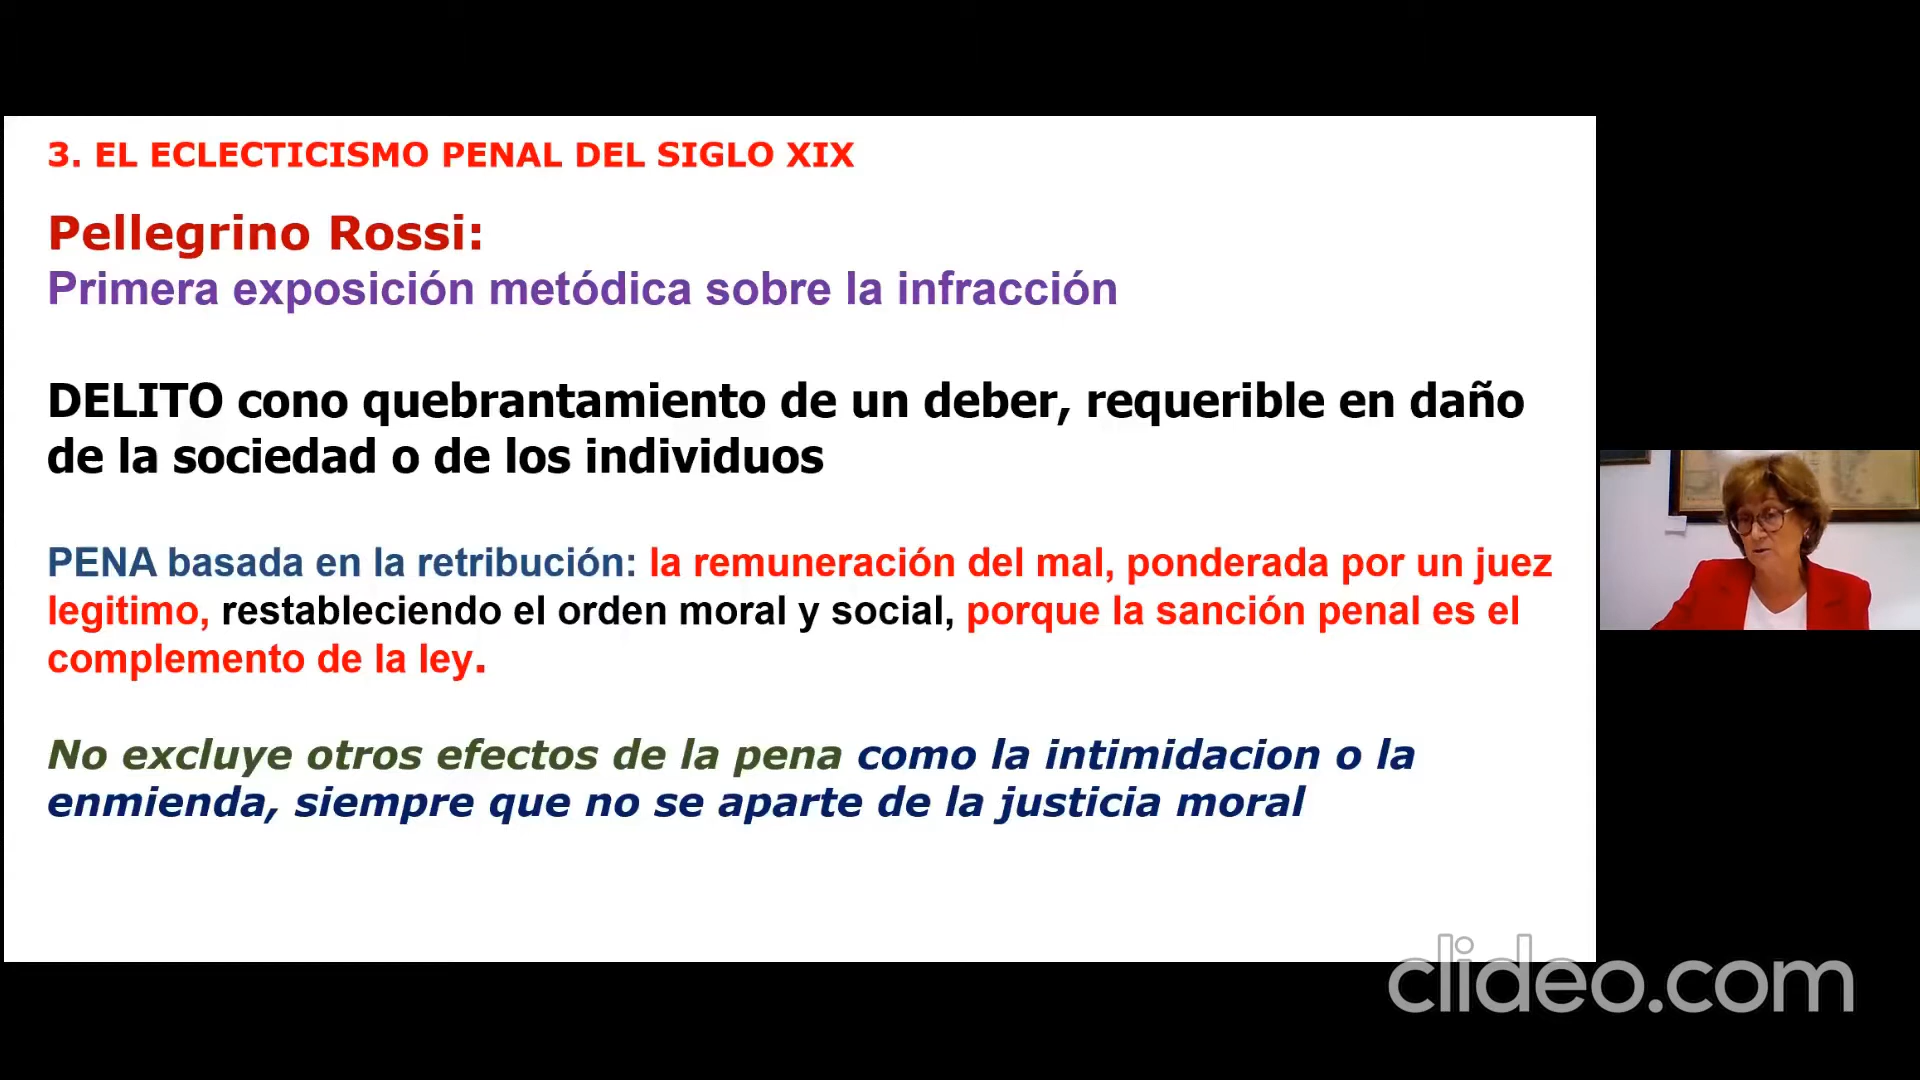 3. EL ECLECTICISMO PENAL DEL SIGLO XIX
Pellegrino Rossi:
Primera exposición metódica sobre la infracción
DELITO cono quebrantamiento de un deber, requerible en daño
de la sociedad o de los individuos
PENA basada en la retribución: la remuneración del mal, ponderada por un juez
legitimo, restableciendo el orden moral y social, porque la sanción penal es el
complemento de la ley.
No excluye otros efectos de la pena como la intimidacion o la
enmienda, siempre que no se aparte de la justicia moral
clideo.com